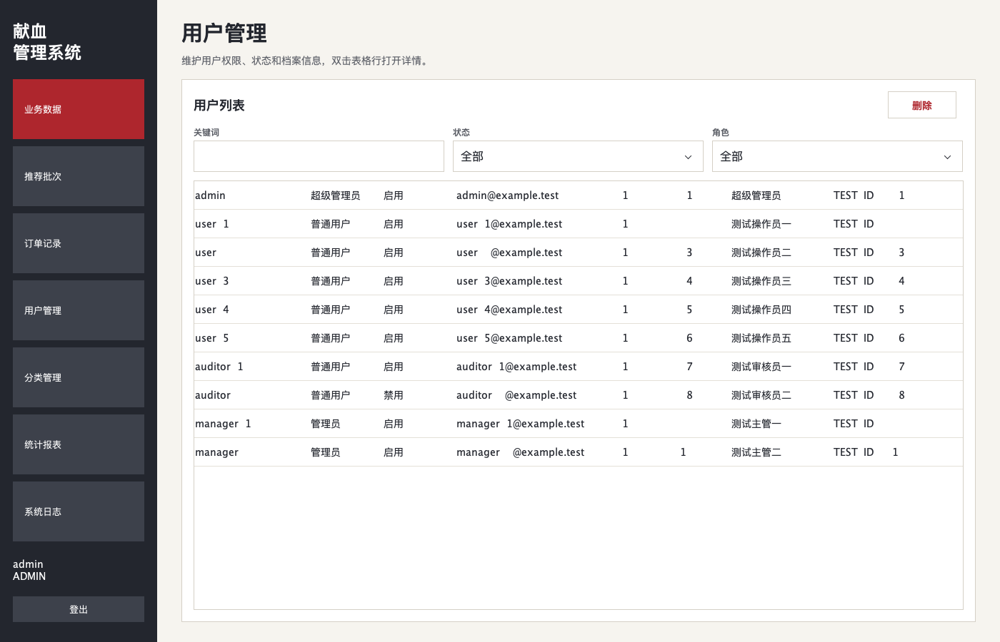 献血
管理系统
业务数据
推荐批次
订单记录
用户管理
分类管理
统计报表
系统日志
admin
ADMIN
登出
用户管理
维护用户权限、状态和档案信息，双击表格行打开详情。
用户列表
删除
关键词 状态 角色
全部 全部
admin 超级管理员 启用 admin@example.test 1 1 超级管理员 TEST ID 1
user 1 普通用户 启用 user 1@example.test 1 测试操作员一 TEST ID
user 普通用户 启用 user @example.test 1 3 测试操作员二 TEST ID 3
user 3 普通用户 启用 user 3@example.test 1 4 测试操作员三 TEST ID 4
user 4 普通用户 启用 user 4@example.test 1 5 测试操作员四 TEST ID 5
user 5 普通用户 启用 user 5@example.test 1 6 测试操作员五 TEST ID 6
auditor 1 普通用户 启用 auditor 1@example.test 1 7 测试审核员一 TEST ID 7
auditor 普通用户 禁用 auditor @example.test 1 8 测试审核员二 TEST ID 8
manager 1 管理员 启用 manager 1@example.test 1 测试主管一 TEST ID
manager 管理员 启用 manager @example.test 1 1 测试主管二 TEST ID 1